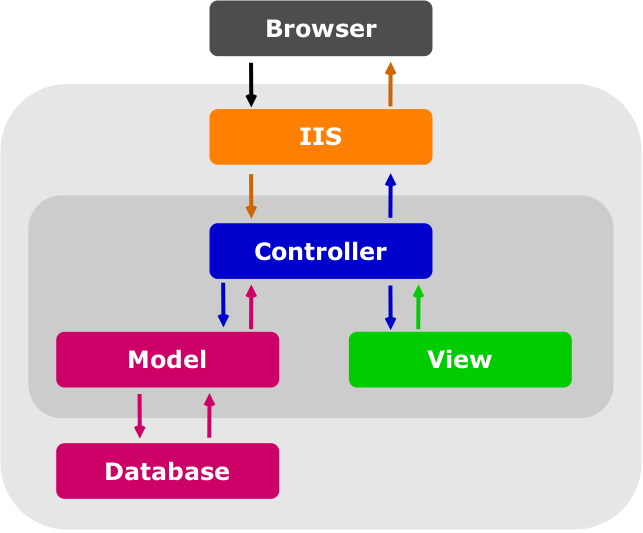 Browser
IIS
Controller
Model
View
Database